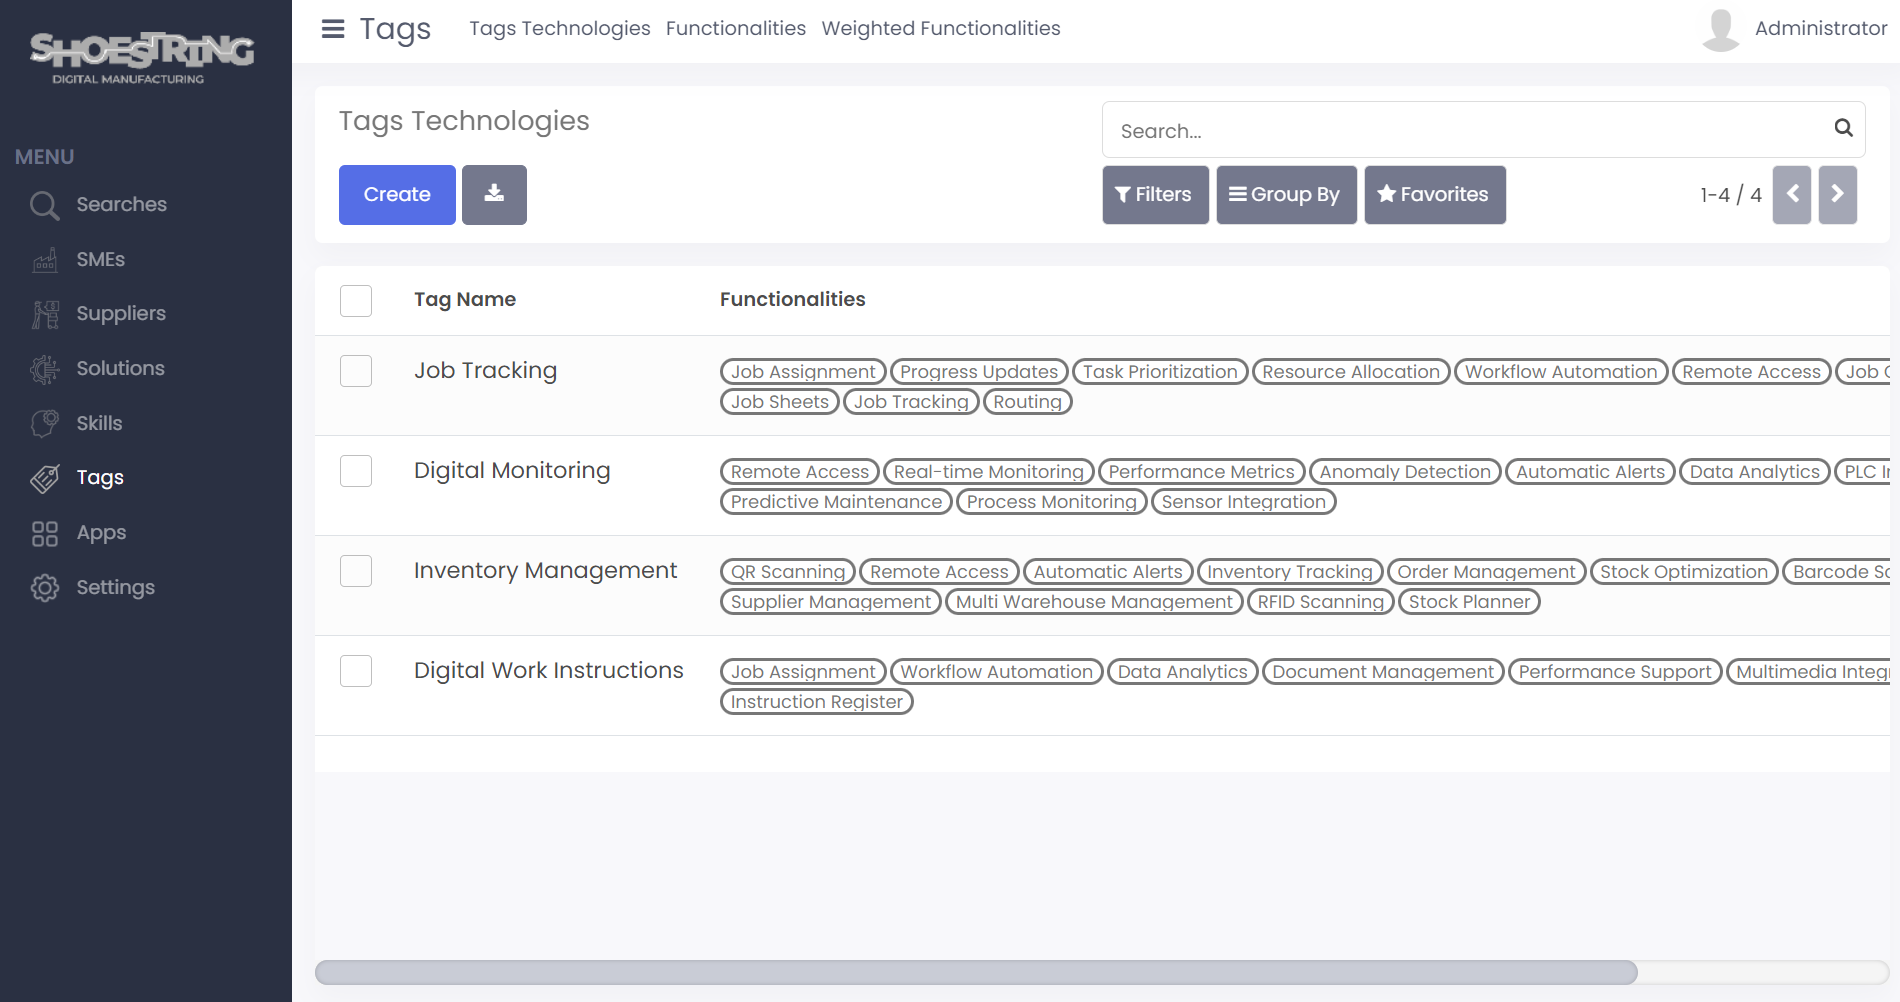 SHOESTRING
DIGITAL MANUFACTURING
MENU
Searches
SMEs
Suppliers
Solutions
Skills
Tags
Apps
Settings
Tags Tags Technologies Functionalities Weighted Functionalities Administrator
Tags Technologies
Search...
Create Filters Group By Favorites 1-4 / 4
Tag Name Functionalities
Job Tracking Job Assignment Progress Updates Task Prioritization Resource Allocation Workflow Automation Remote Access Job
Job Sheets Job Tracking Routing
Digital Monitoring Remote Access Real-time Monitoring Performance Metrics Anomaly Detection Automatic Alerts Data Analytics PLC
Predictive Maintenance Process Monitoring Sensor Integration
Inventory Management QR Scanning Remote Access Automatic Alerts Inventory Tracking Order Management Stock Optimization Barcode
Supplier Management Multi Warehouse Management RFID Scanning Stock Planner
Digital Work Instructions Job Assignment Workflow Automation Data Analytics Document Management Performance Support Multimedia
Instruction Register